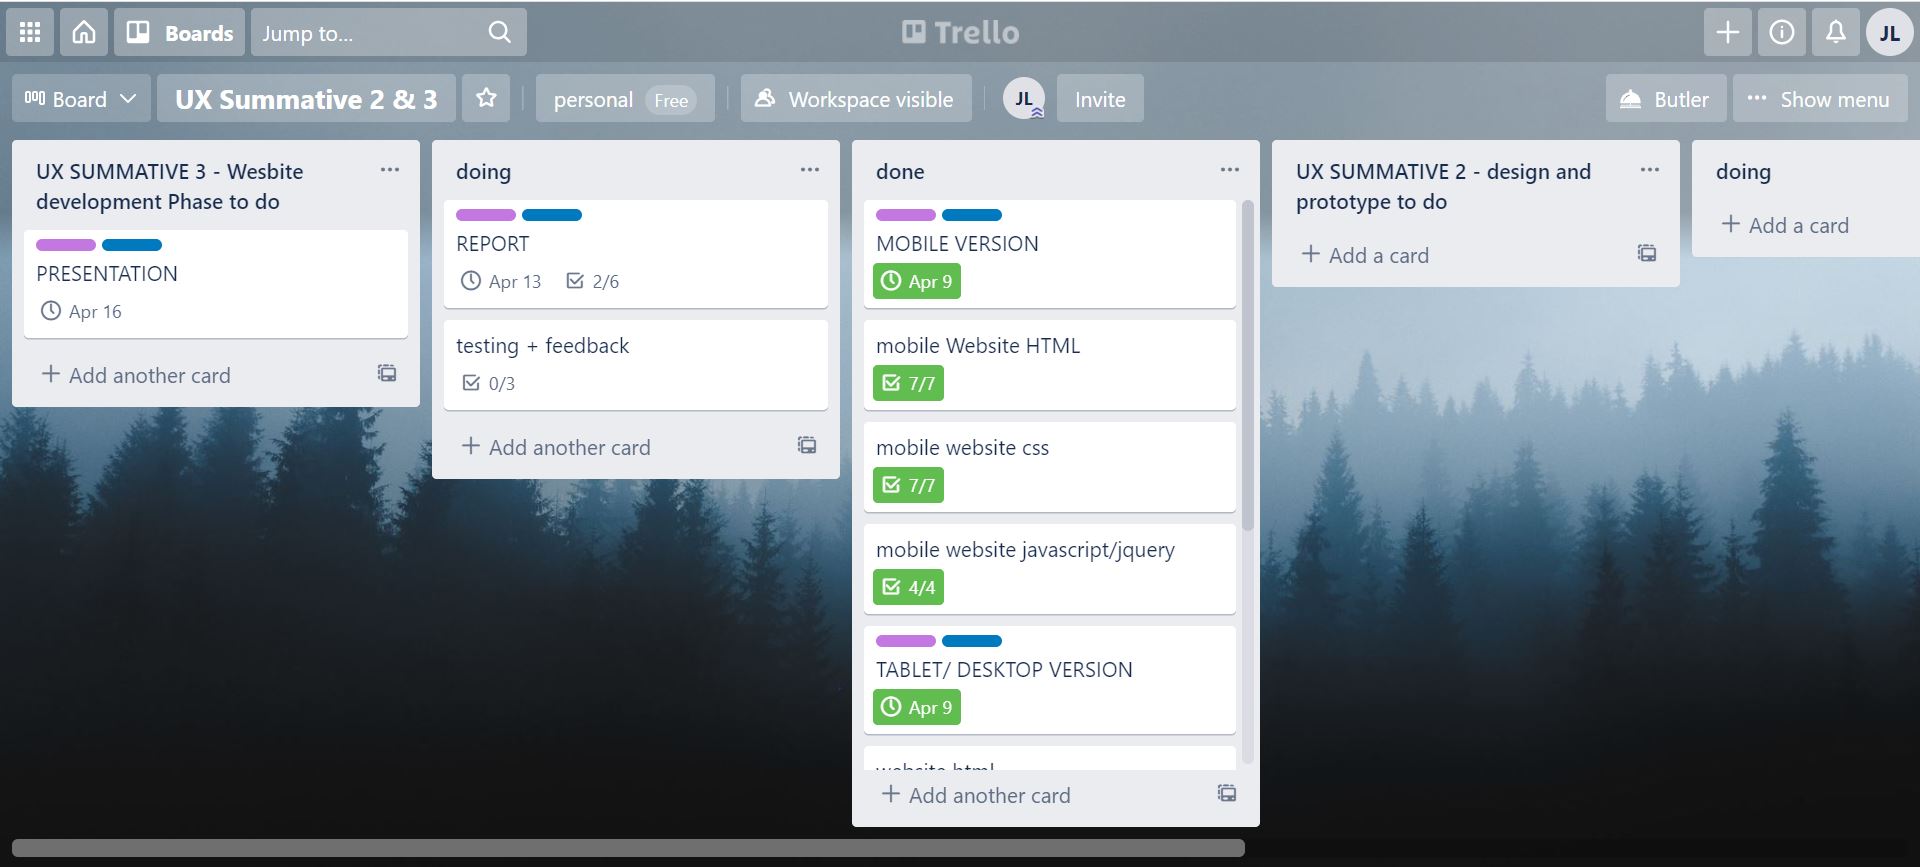 Boards
Jump to...
Trello
JL
Board
UX Summative 2 & 3
personal Free
Workspace visible
JL
Invite
Butler
Show menu
UX SUMMATIVE 3 - Wesbite
development Phase to do
PRESENTATION
Apr 16
Add another card
doing
REPORT
Apr 13 2/6
testing + feedback
0/3
Add another card
done
MOBILE VERSION
Apr 9
mobile Website HTML
7/7
mobile website css
7/7
mobile website javascript/jquery
4/4
TABLET/ DESKTOP VERSION
Apr 9
website html
Add another card
UX SUMMATIVE 2 - design and
prototype to do
Add a card
doing
Add a card